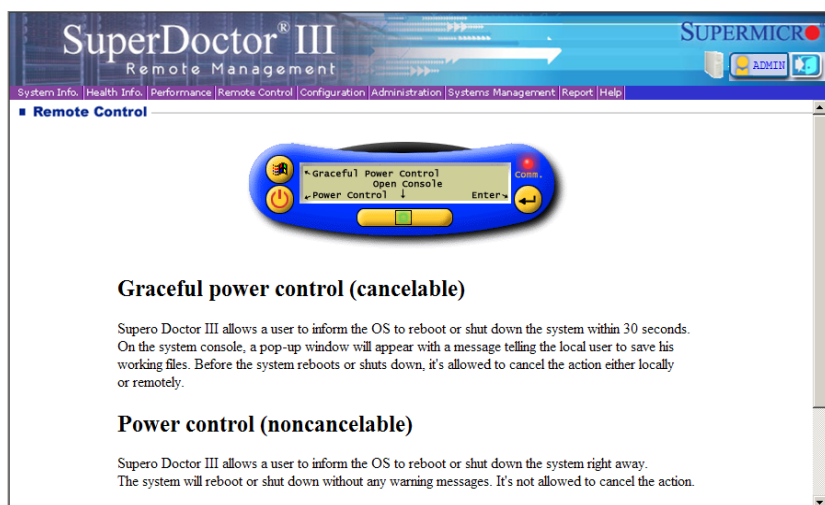 SuperDoctor® III
Remote Management
SUPERMICR
ADMIN
System Info. Health Info. Performance Remote Control Configuration Administration Systems Management Report Help
Remote Control
Graceful Power Control
Open Console
Power Control ↓ Enter
Comm.
Graceful power control (cancelable)
Supero Doctor III allows a user to inform the OS to reboot or shut down the system within 30 seconds.
On the system console, a pop-up window will appear with a message telling the local user to save his
working files. Before the system reboots or shuts down, it's allowed to cancel the action either locally
or remotely.
Power control (noncancelable)
Supero Doctor III allows a user to inform the OS to reboot or shut down the system right away.
The system will reboot or shut down without any warning messages. It's not allowed to cancel the action.